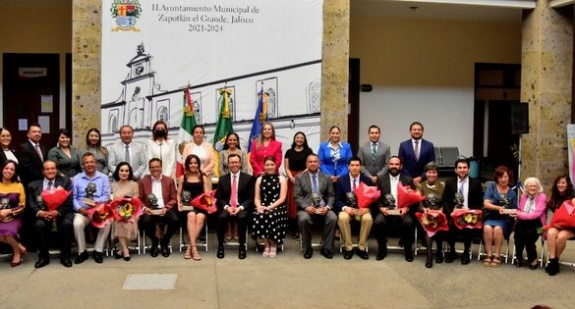 H.Ayuntamiento Municipal de
Zapotlán el Grande, Jalisco
2021-2024